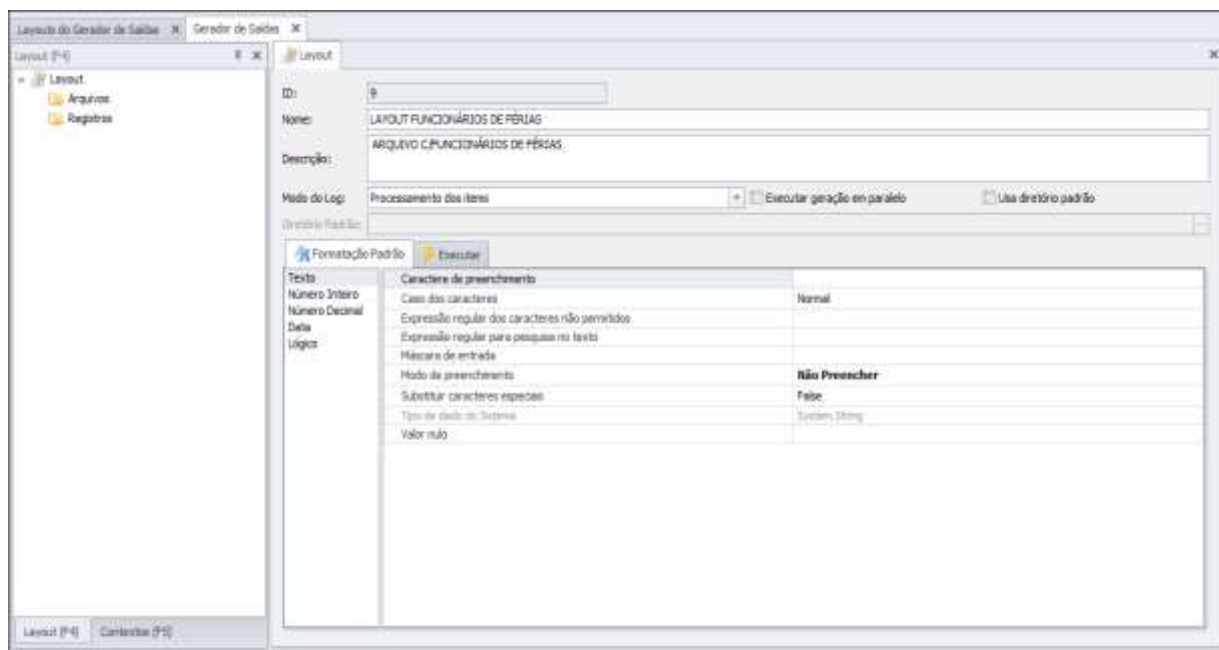 Layouts do Gerador de Saídas
Gerador de Saídas
Layout [F4]
Layout
Layout
Arquivos
Registros
ID: 9
Nome: LAYOUT FUNCIONÁRIOS DE FÉRIAS
Descrição: ARQUIVO C/FUNCIONÁRIOS DE FÉRIAS
Modo do Log: Processamento dos itens
Executar geração em paralelo
Usa diretório padrão
Diretório Padrão:
Formatação Padrão
Executar
Texto
Número Inteiro
Número Decimal
Data
Lógico
Caractere de preenchimento
Caso dos caracteres Normal
Expressão regular dos caracteres não permitidos
Expressão regular para pesquisa no texto
Máscara de entrada
Modo de preenchimento Não Preencher
Substituir caracteres especiais False
Tipo de dado do Sistema System.String
Valor nulo
Layout [F4]
Contextos [F5]